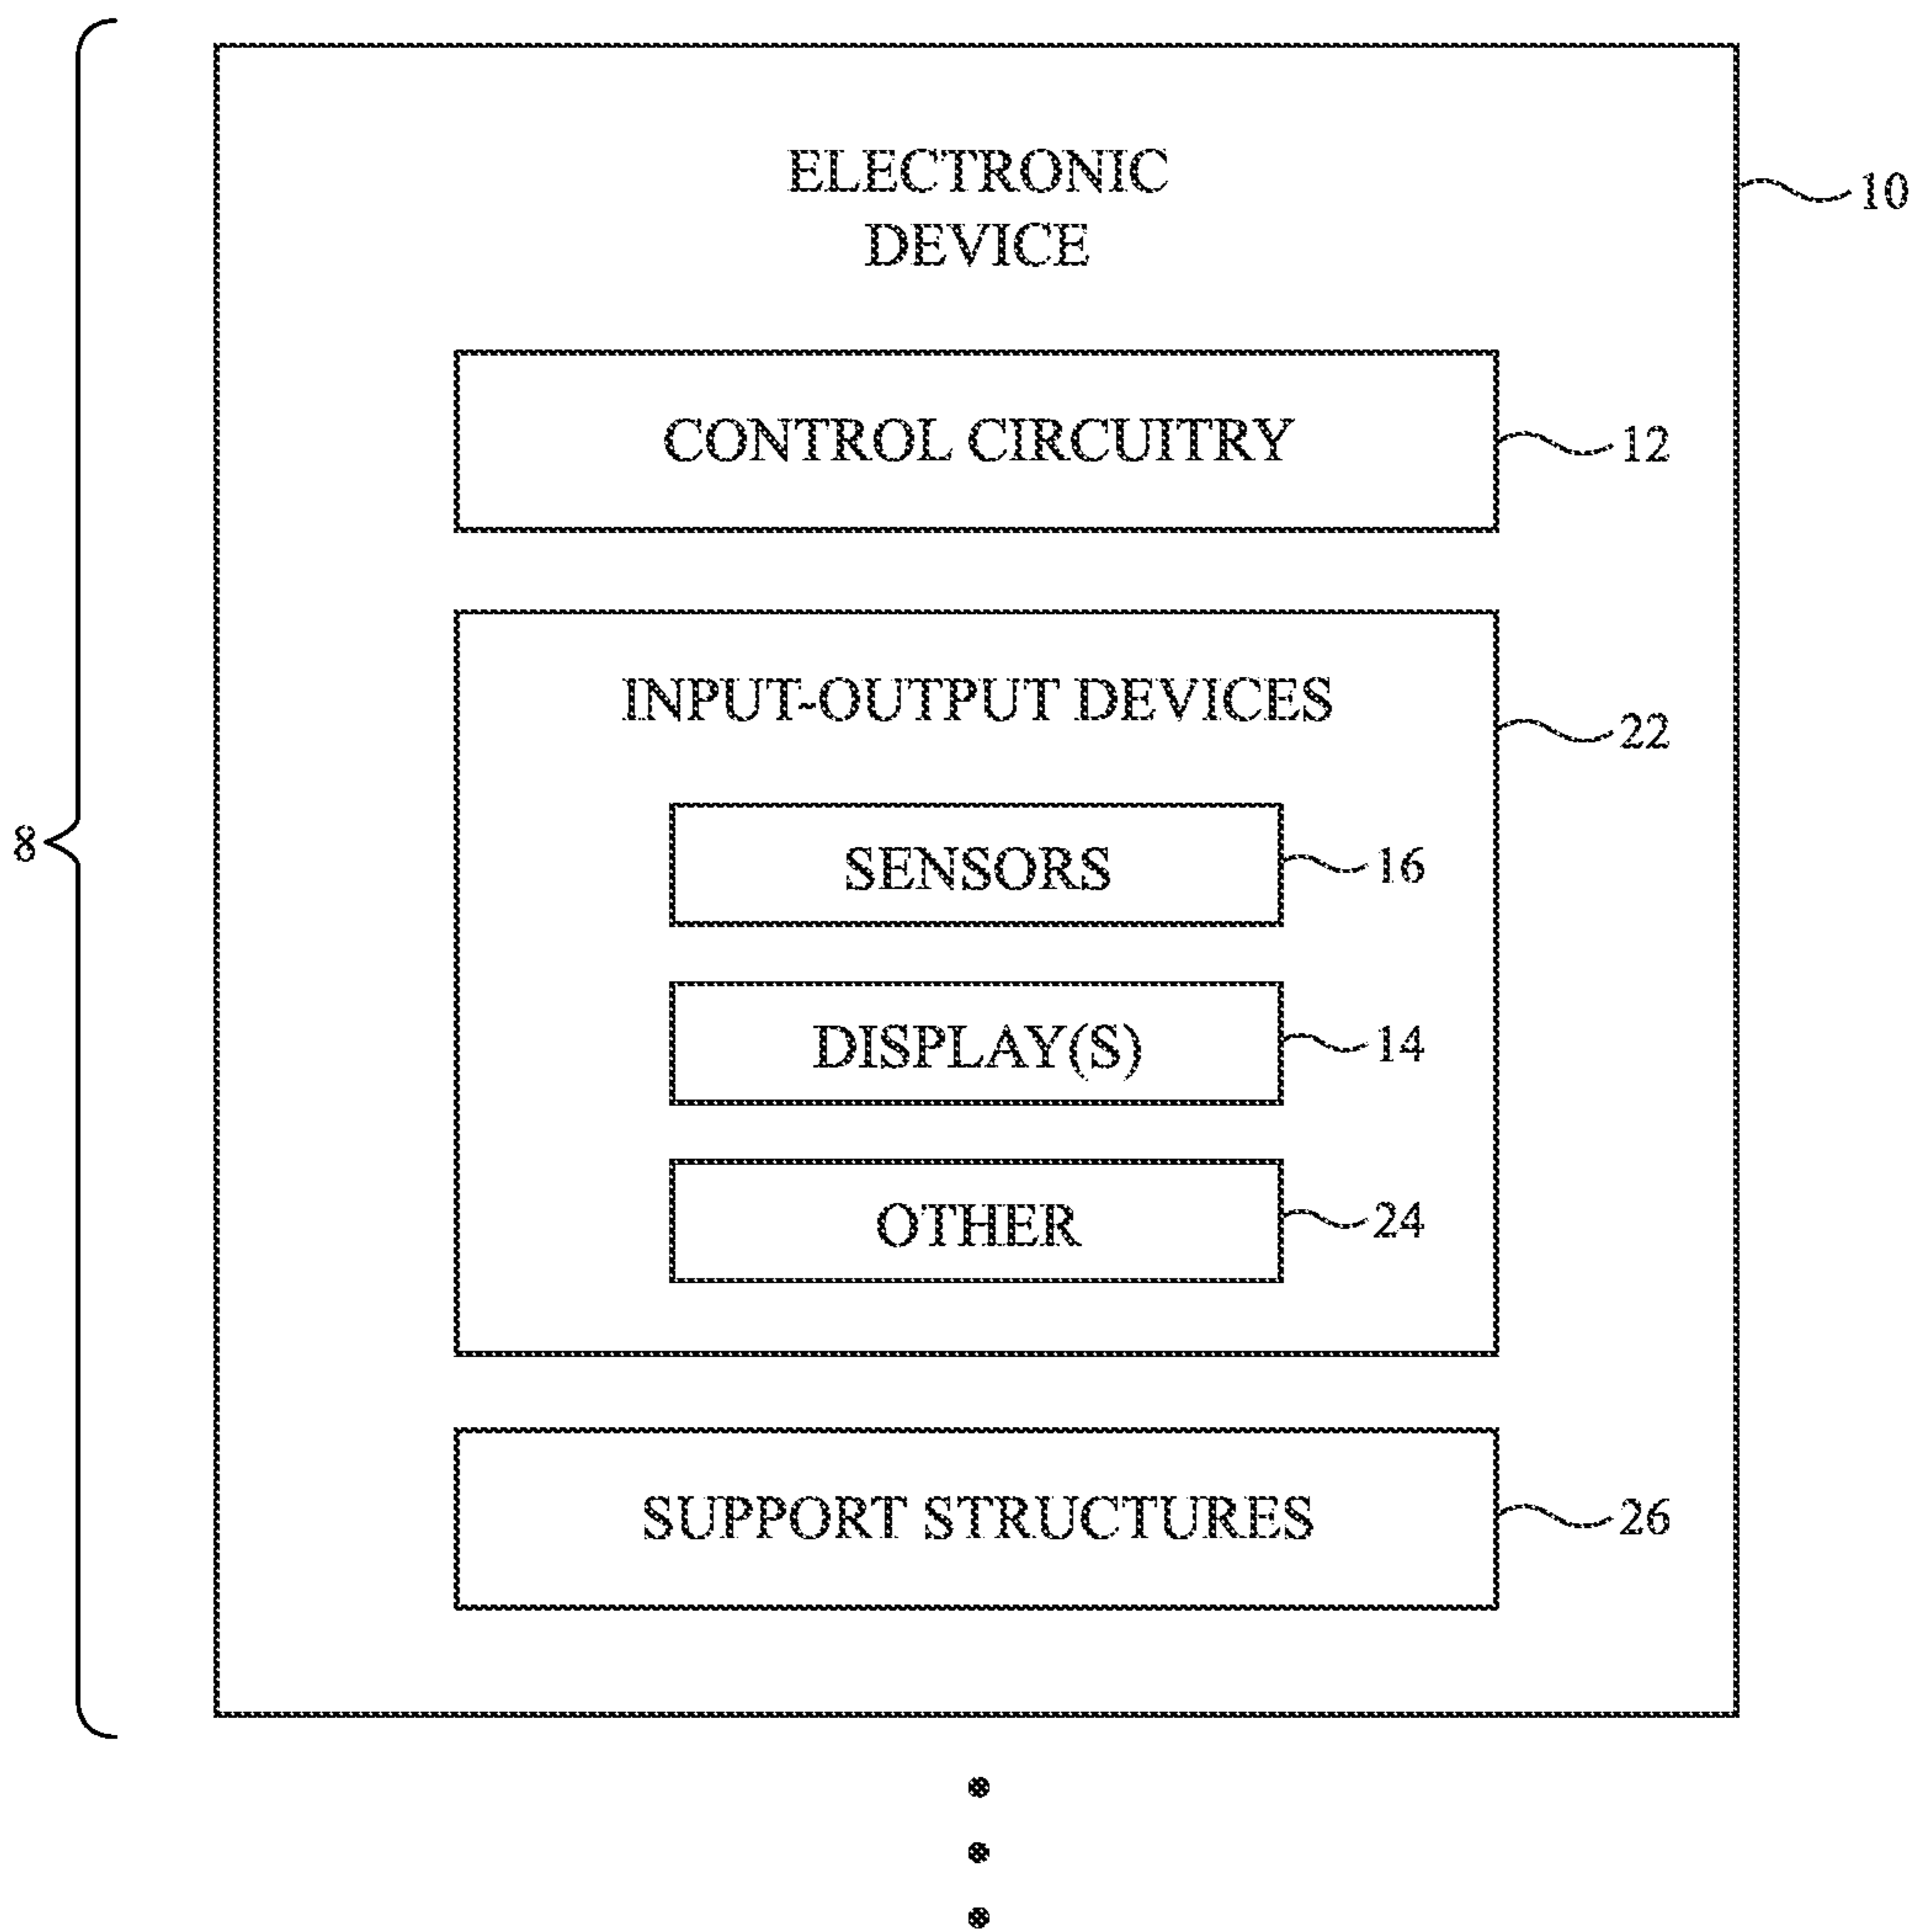 ELECTRONIC
DEVICE
10
CONTROL CIRCUITRY
12
INPUT-OUTPUT DEVICES
22
8
SENSORS
16
DISPLAY(S)
14
OTHER
24
SUPPORT STRUCTURES
26